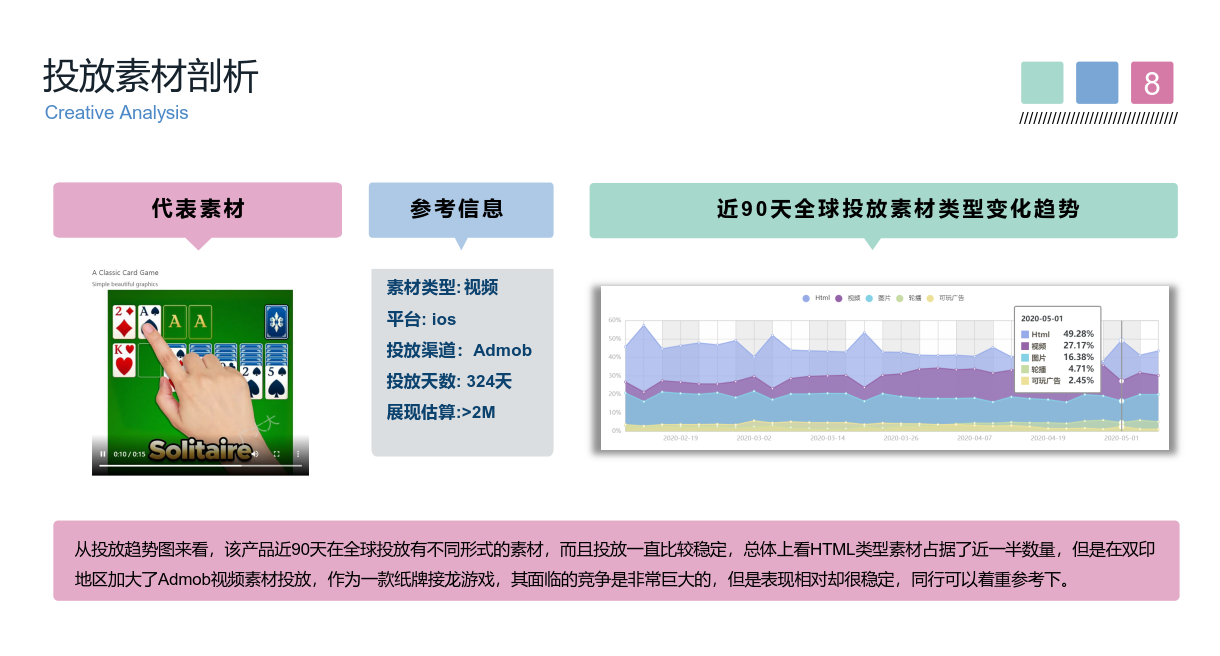 投放素材剖析
Creative Analysis
8
代表素材
参考信息
近90天全球投放素材类型变化趋势
A Classic Card Game
Simple beautiful graphics
2
A
A
A
K
2
5
Solitaire
0:10 / 0:15
素材类型: 视频
平台: ios
投放渠道: Admob
投放天数: 324天
展现估算:>2M
Html 视频 图片 轮播 可玩广告
60%
50%
40%
30%
20%
10%
0%
2020-05-01
Html 49.28%
视频 27.17%
图片 16.38%
轮播 4.71%
可玩广告 2.45%
2020-02-19 2020-03-02 2020-03-14 2020-03-26 2020-04-07 2020-04-19 2020-05-01
从投放趋势图来看，该产品近90天在全球投放有不同形式的素材，而且投放一直比较稳定，总体上看HTML类型素材占据了近一半数量，但是在双印
地区加大了Admob视频素材投放，作为一款纸牌接龙游戏，其面临的竞争是非常巨大的，但是表现相对却很稳定，同行可以着重参考下。